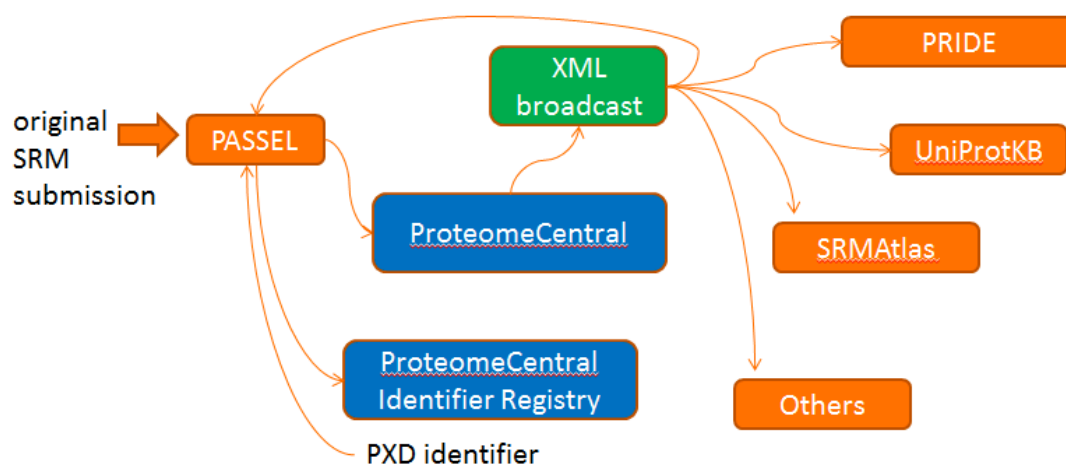 original
SRM
submission
PASSEL
XML
broadcast
ProteomeCentral
ProteomeCentral
Identifier Registry
PXD identifier
PRIDE
UniProtKB
SRMAtlas
Others